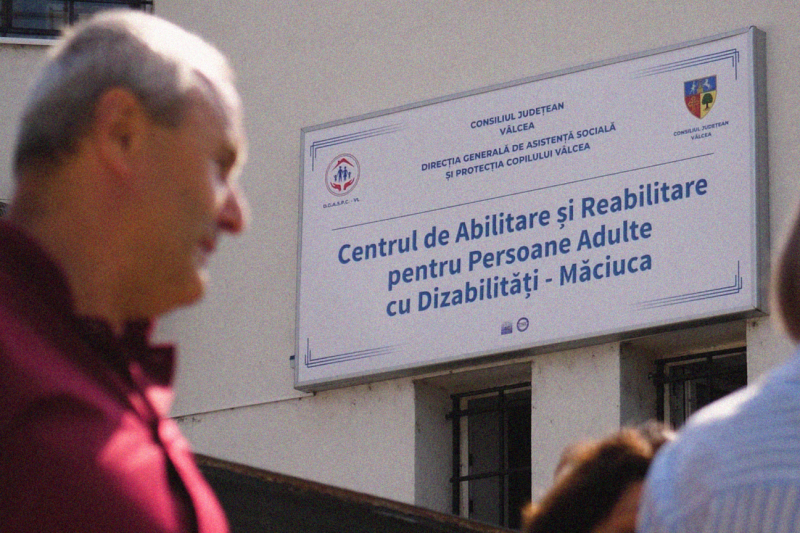 CONSILIUL JUDEȚEAN
VÂLCEA
DIRECȚIA GENERALĂ DE ASISTENȚĂ SOCIALĂ
ȘI PROTECȚIA COPILULUI VÂLCEA
D.G.A.S.P.C. - VL
CONSILIUL JUDEȚEAN
VÂLCEA
Centrul de Abilitare și Reabilitare
pentru Persoane Adulte
cu Dizabilități - Măciuca